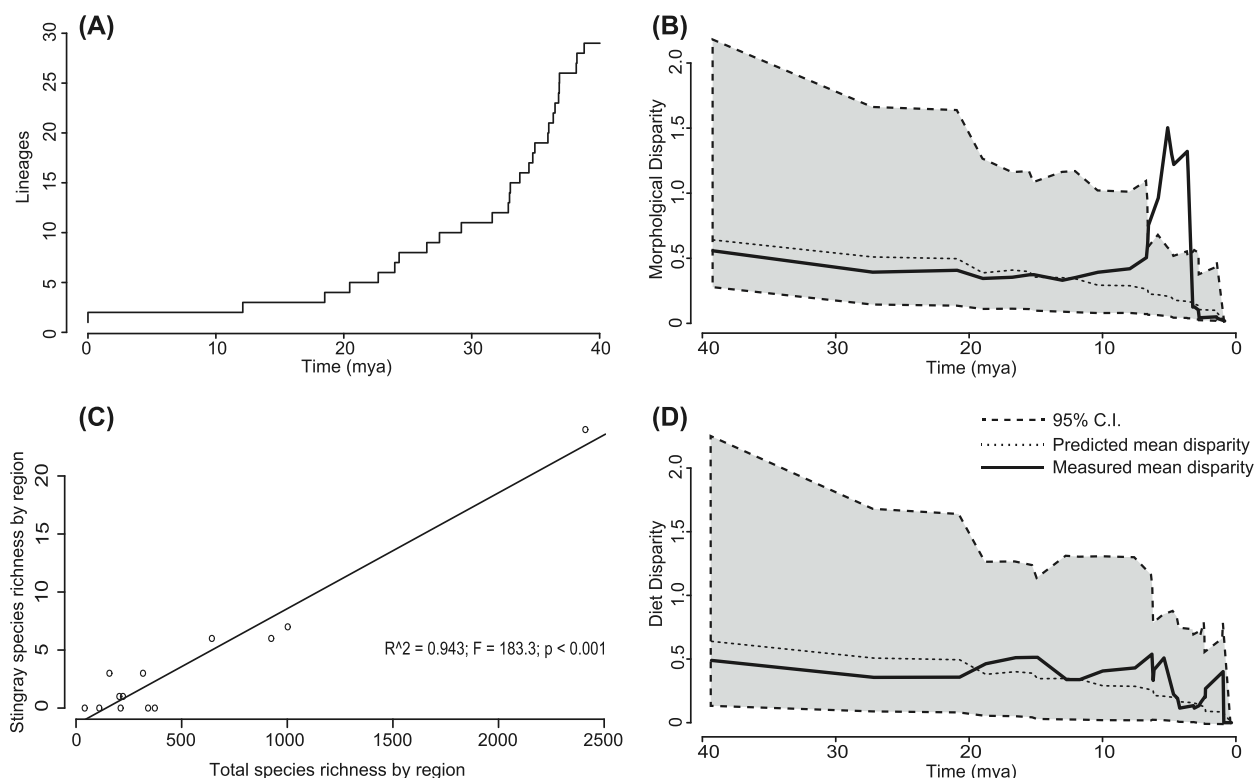 (A)
30
25
20
15
10
5
0
Lineages
0 10 20 30 40
Time (mya)
(B)
2.0
1.5
1.0
0.5
0
Morpholgical Disparity
40 30 20 10 0
Time (mya)
(C)
20
15
10
5
0
Stingray species richness by region
R^2 = 0.943; F = 183.3; p < 0.001
0 500 1000 1500 2000 2500
Total species richness by region
(D)
95% C.I.
Predicted mean disparity
Measured mean disparity
2.0
1.5
1.0
0.5
0
Diet Disparity
40 30 20 10 0
Time (mya)